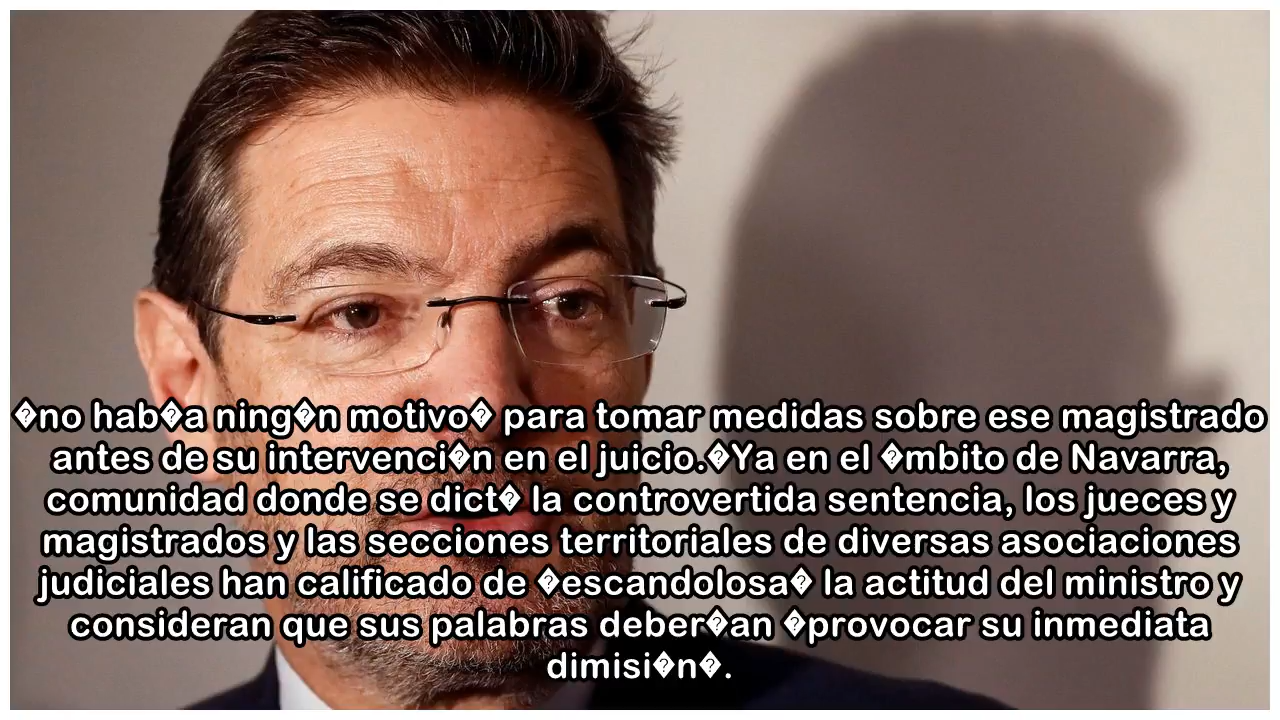 �no hab�a ning�n motivo� para tomar medidas sobre ese magistrado
antes de su intervenci�n en el juicio.�Ya en el �mbito de Navarra,
comunidad donde se dict� la controvertida sentencia, los jueces y
magistrados y las secciones territoriales de diversas asociaciones
judiciales han calificado de �escandolosa� la actitud del ministro y
consideran que sus palabras deber�an �provocar su inmediata
dimisi�n�.